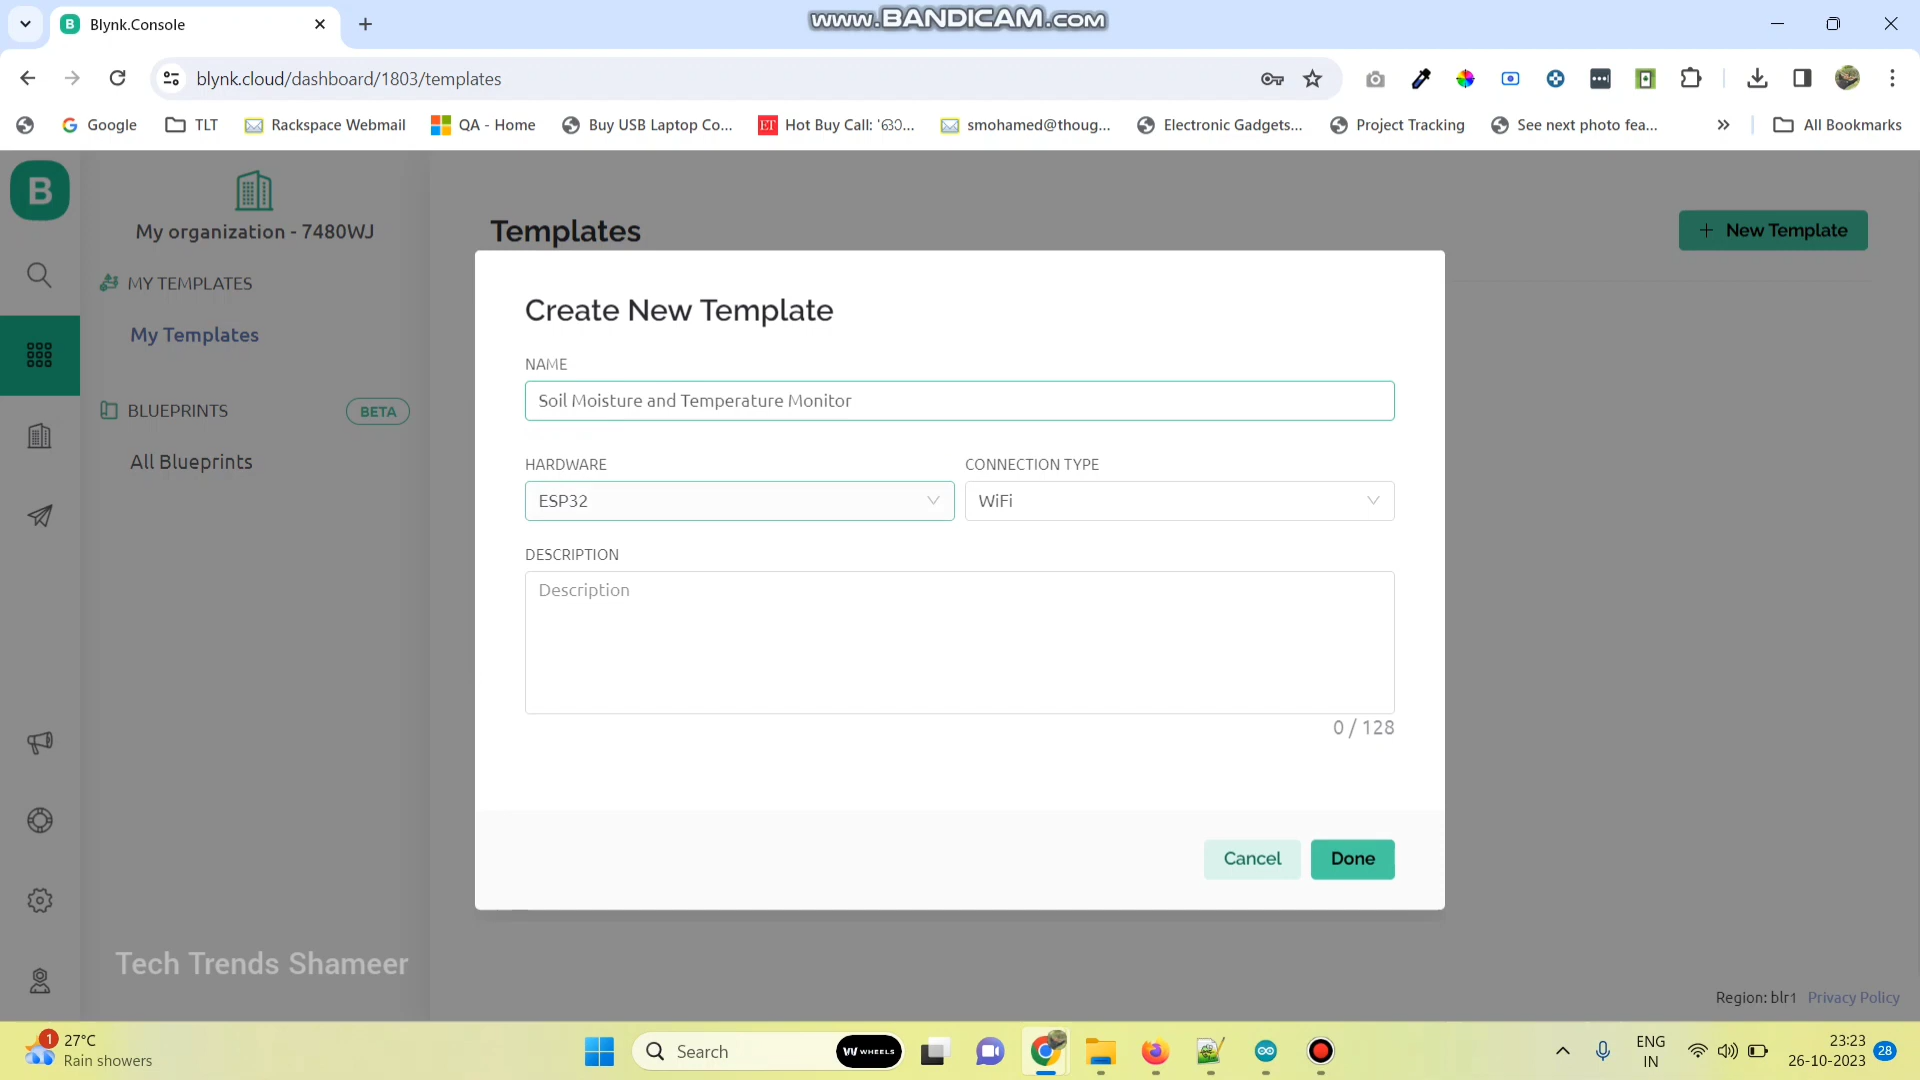 Blynk.Console
www.BANDICAM.com
blynk.cloud/dashboard/1803/templates
Google
TLT
Rackspace Webmail
QA - Home
Buy USB Laptop Co...
ET
Hot Buy Call: '630...
smohamed@thoug...
Electronic Gadgets...
Project Tracking
See next photo fea...
All Bookmarks
B
My organization - 7480WJ
MY TEMPLATES
My Templates
BLUEPRINTS
BETA
All Blueprints
Templates
New Template
Create New Template
NAME
Soil Moisture and Temperature Monitor
HARDWARE
CONNECTION TYPE
ESP32
WiFi
DESCRIPTION
Description
0 / 128
Cancel
Done
Tech Trends Shameer
Region: blr1 Privacy Policy
1
27°C
Rain showers
Search
WHEELS
ENG
IN
23:23
26-10-2023
28